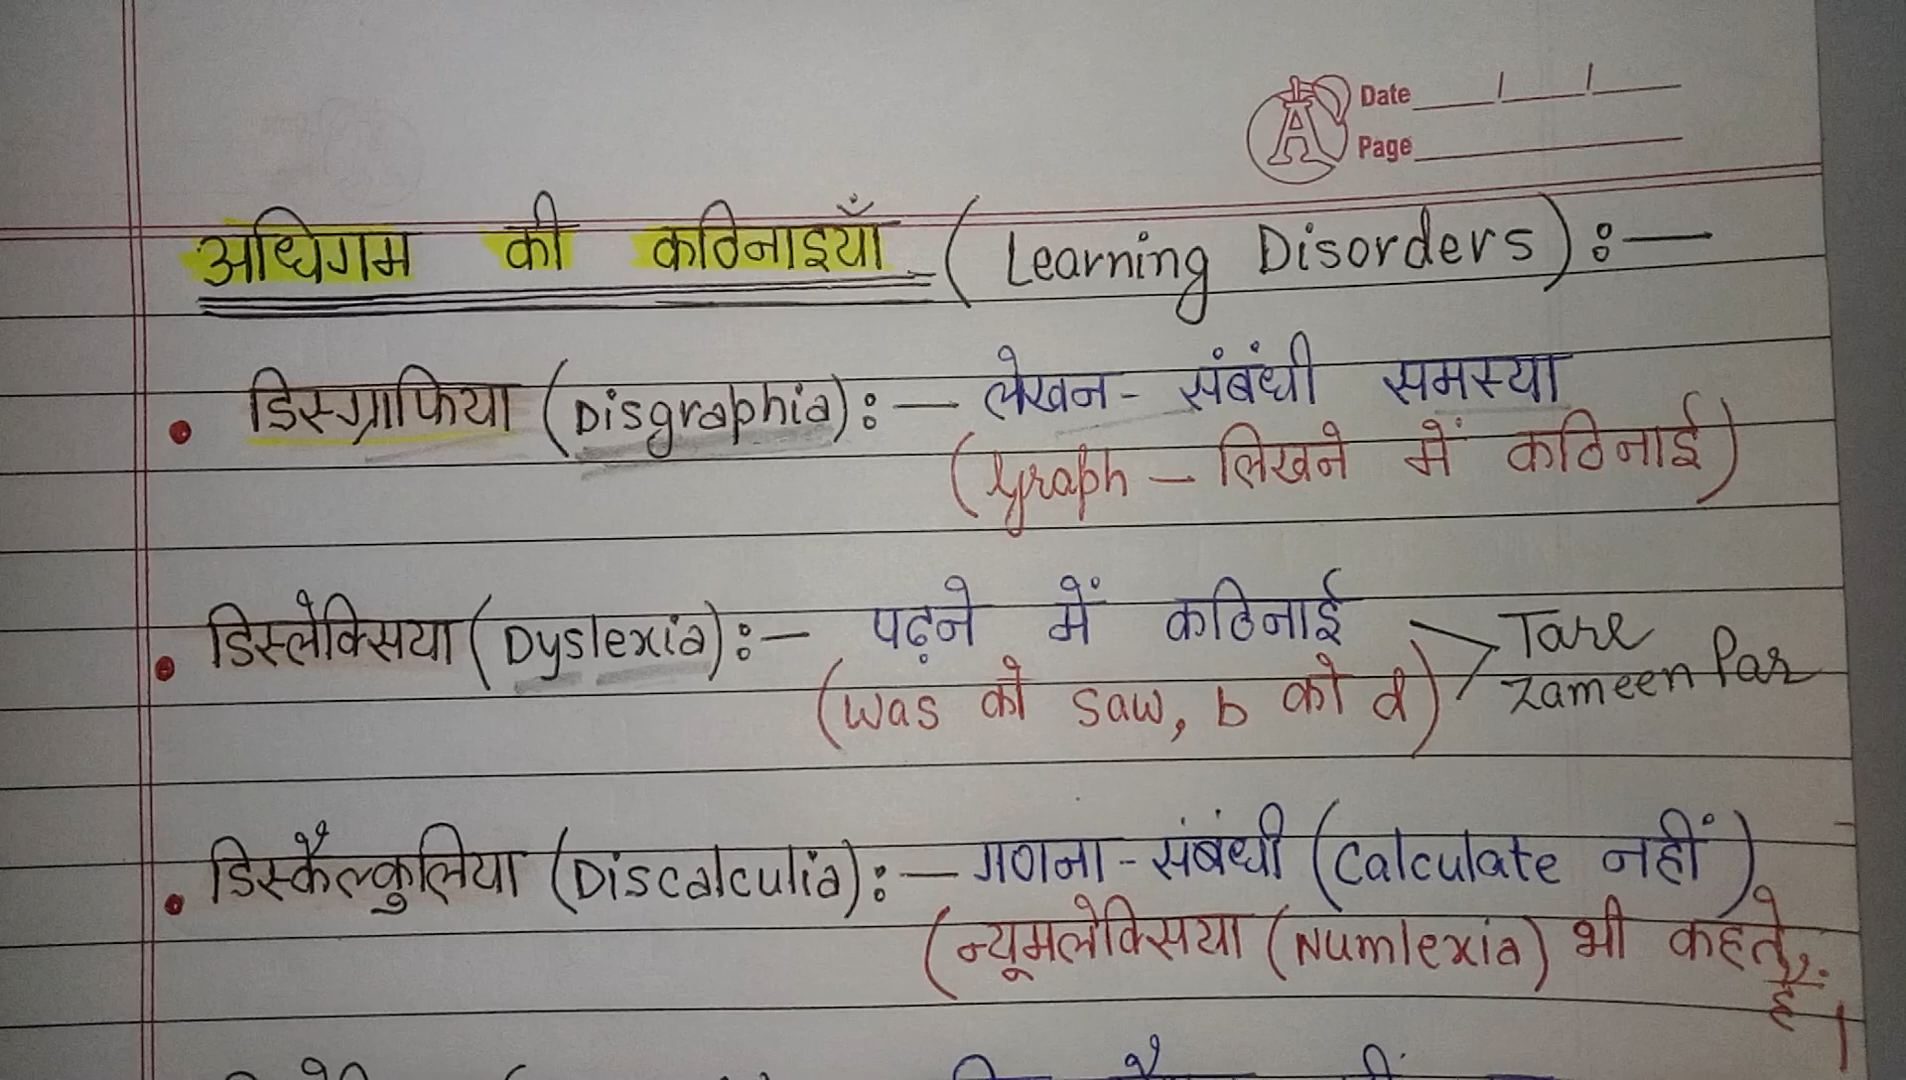 Date
Page
अधिगम की कठिनाइयाँ (Learning Disorders):—
• डिस्ग्राफिया (Disgraphia):— लेखन-संबंधी समस्या
(Graph — लिखने में कठिनाई)
• डिस्लेक्सिया (Dyslexia):— पढ़ने में कठिनाई
(was को saw, b को d)
Tare
Zameen Par
• डिस्कैल्कुलिया (Discalculia):— गणना-संबंधी (Calculate नहीं)
(न्यूमलेक्सिया (Numlexia) भी कहते
हैं।